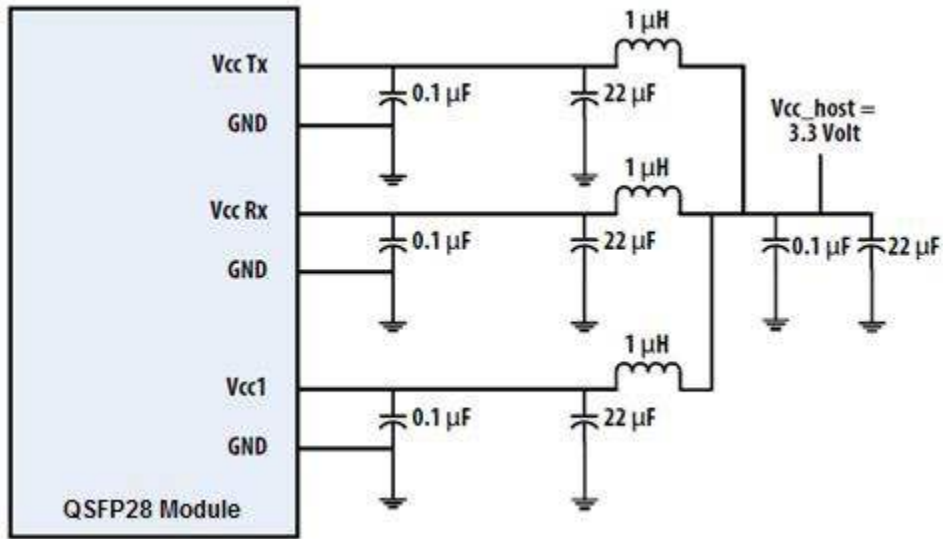 1 µH
Vcc Tx
0.1 µF
22 µF
GND
Vcc_host =
3.3 Volt
1 µH
Vcc Rx
0.1 µF
22 µF
0.1 µF
22 µF
GND
1 µH
Vcc1
0.1 µF
22 µF
GND
QSFP28 Module